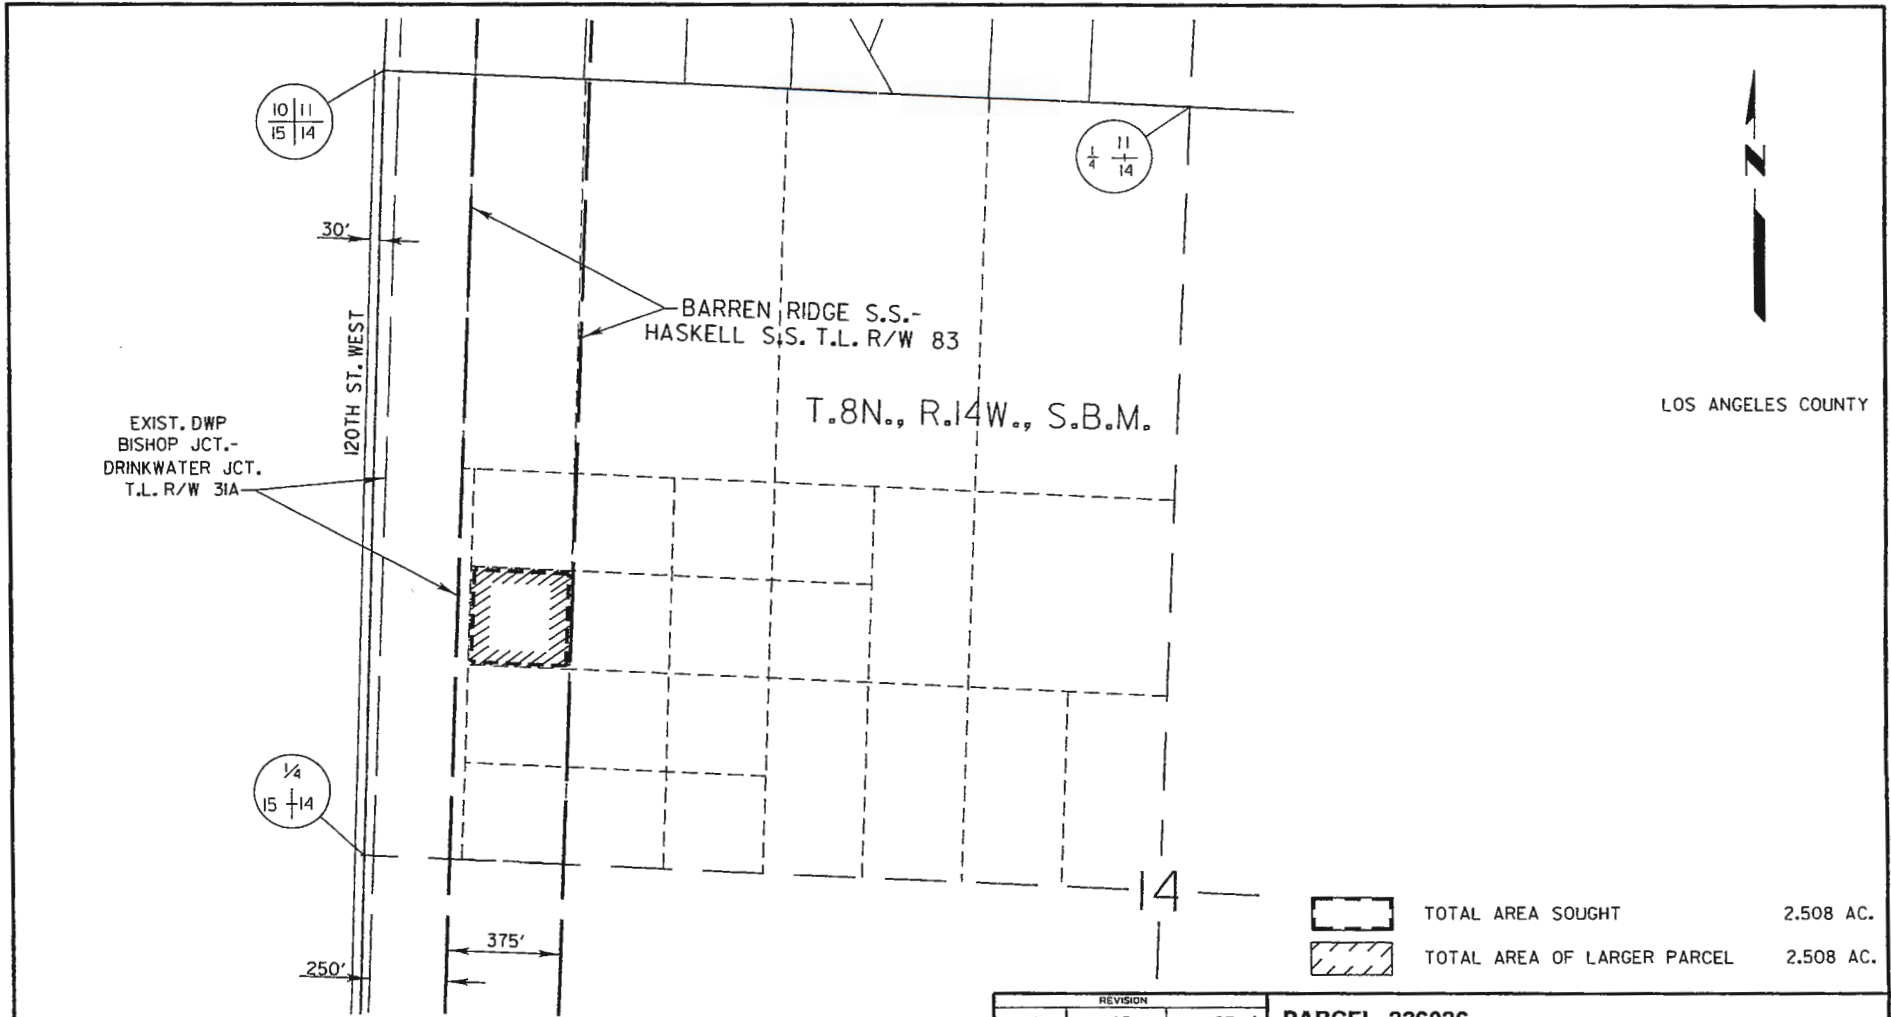 10 11
15 14
1/4 11
14
N
30'
BARREN RIDGE S.S.-
HASKELL S.S. T.L. R/W 83
120TH ST. WEST
T.8N., R.14W., S.B.M.
LOS ANGELES COUNTY
EXIST. DWP
BISHOP JCT.-
DRINKWATER JCT.
T.L. R/W 31A
1/4
15 14
14
375'
250'
TOTAL AREA SOUGHT 2.508 AC.
TOTAL AREA OF LARGER PARCEL 2.508 AC.
REVISION